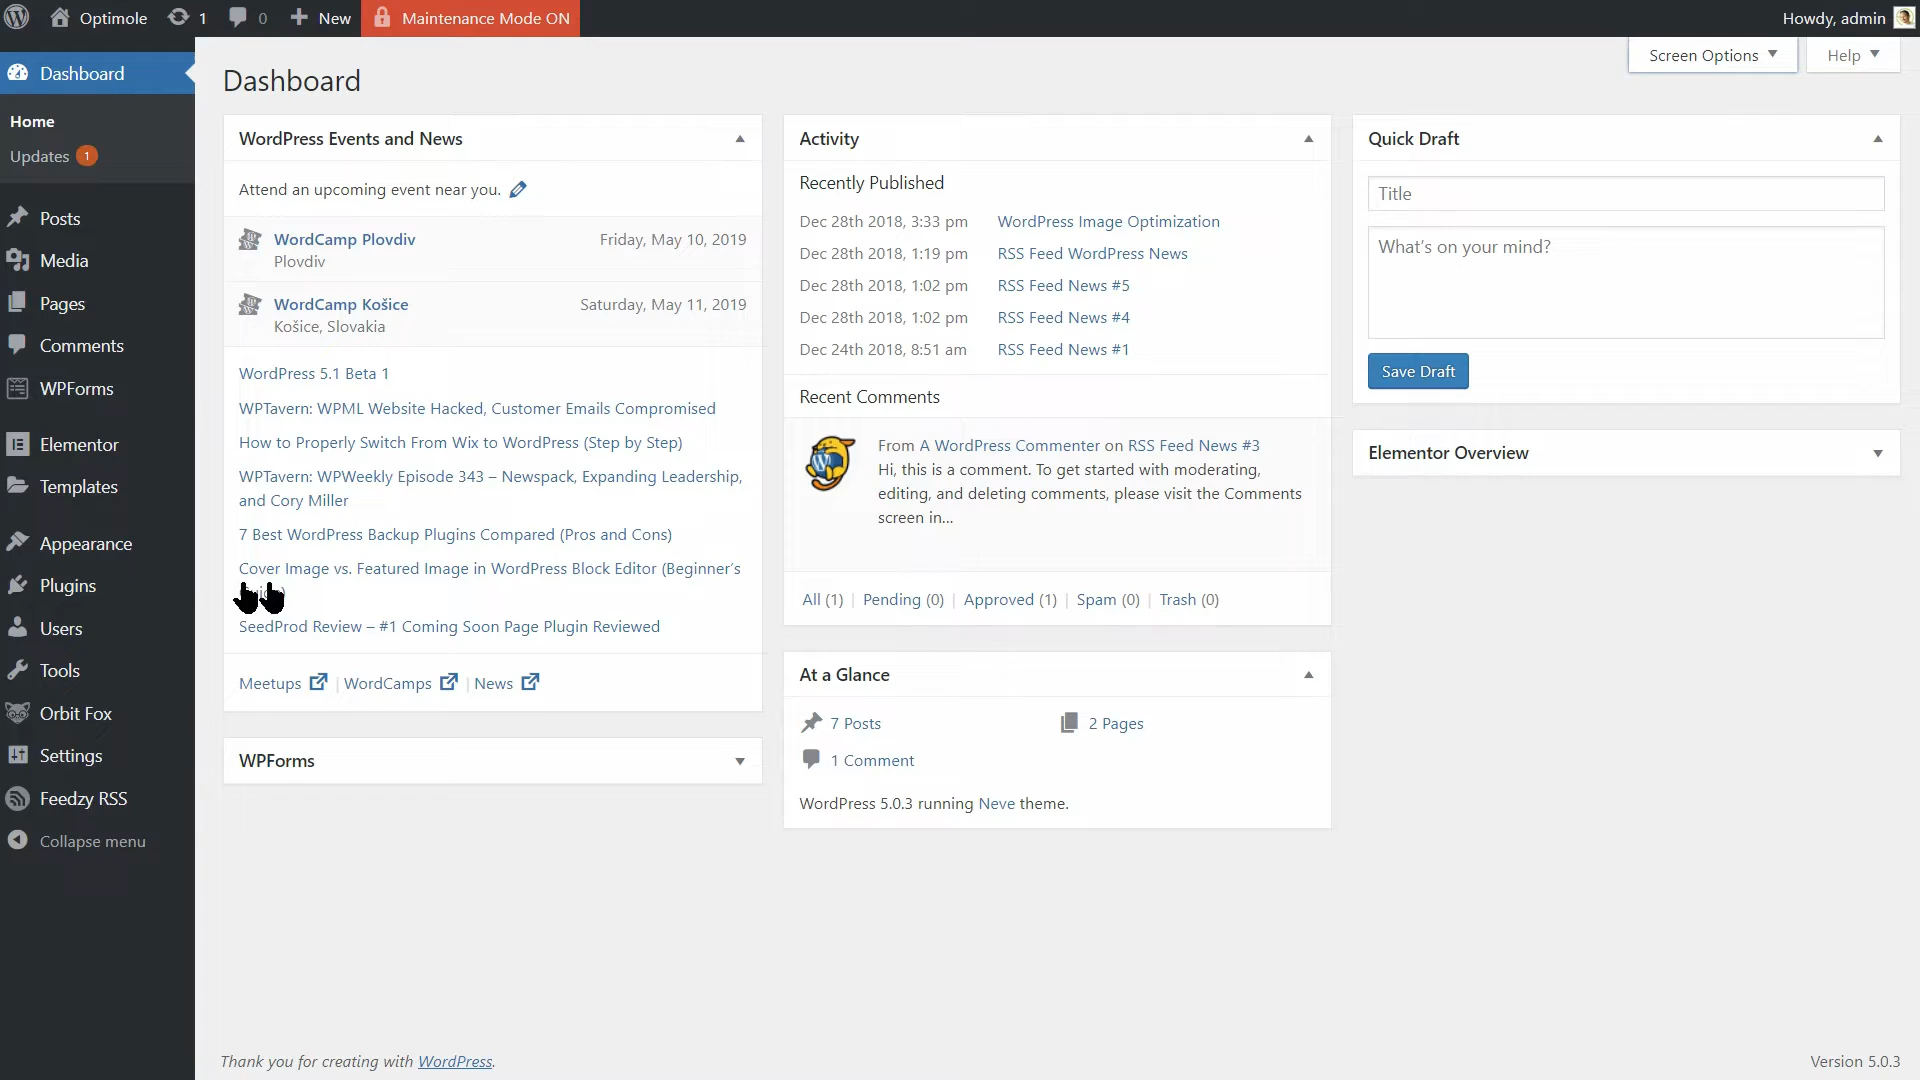 Optimole 1 0 New Maintenance Mode ON Howdy, admin
Screen Options Help
Dashboard
Home
Updates 1
Posts
Media
Pages
Comments
WPForms
Elementor
Templates
Appearance
Plugins
Users
Tools
Orbit Fox
Settings
Feedzy RSS
Collapse menu
Dashboard
WordPress Events and News
Attend an upcoming event near you.
WordCamp Plovdiv Friday, May 10, 2019
Plovdiv
WordCamp Košice Saturday, May 11, 2019
Košice, Slovakia
WordPress 5.1 Beta 1
WPTavern: WPML Website Hacked, Customer Emails Compromised
How to Properly Switch From Wix to WordPress (Step by Step)
WPTavern: WPWeekly Episode 343 – Newspack, Expanding Leadership,
and Cory Miller
7 Best WordPress Backup Plugins Compared (Pros and Cons)
Cover Image vs. Featured Image in WordPress Block Editor (Beginner's
SeedProd Review – #1 Coming Soon Page Plugin Reviewed
Meetups | WordCamps | News
WPForms
Activity
Recently Published
Dec 28th 2018, 3:33 pm WordPress Image Optimization
Dec 28th 2018, 1:19 pm RSS Feed WordPress News
Dec 28th 2018, 1:02 pm RSS Feed News #5
Dec 28th 2018, 1:02 pm RSS Feed News #4
Dec 24th 2018, 8:51 am RSS Feed News #1
Recent Comments
From A WordPress Commenter on RSS Feed News #3
Hi, this is a comment. To get started with moderating,
editing, and deleting comments, please visit the Comments
screen in…
All (1) | Pending (0) | Approved (1) | Spam (0) | Trash (0)
At a Glance
7 Posts 2 Pages
1 Comment
WordPress 5.0.3 running Neve theme.
Quick Draft
Title
What's on your mind?
Save Draft
Elementor Overview
Thank you for creating with WordPress.
Version 5.0.3